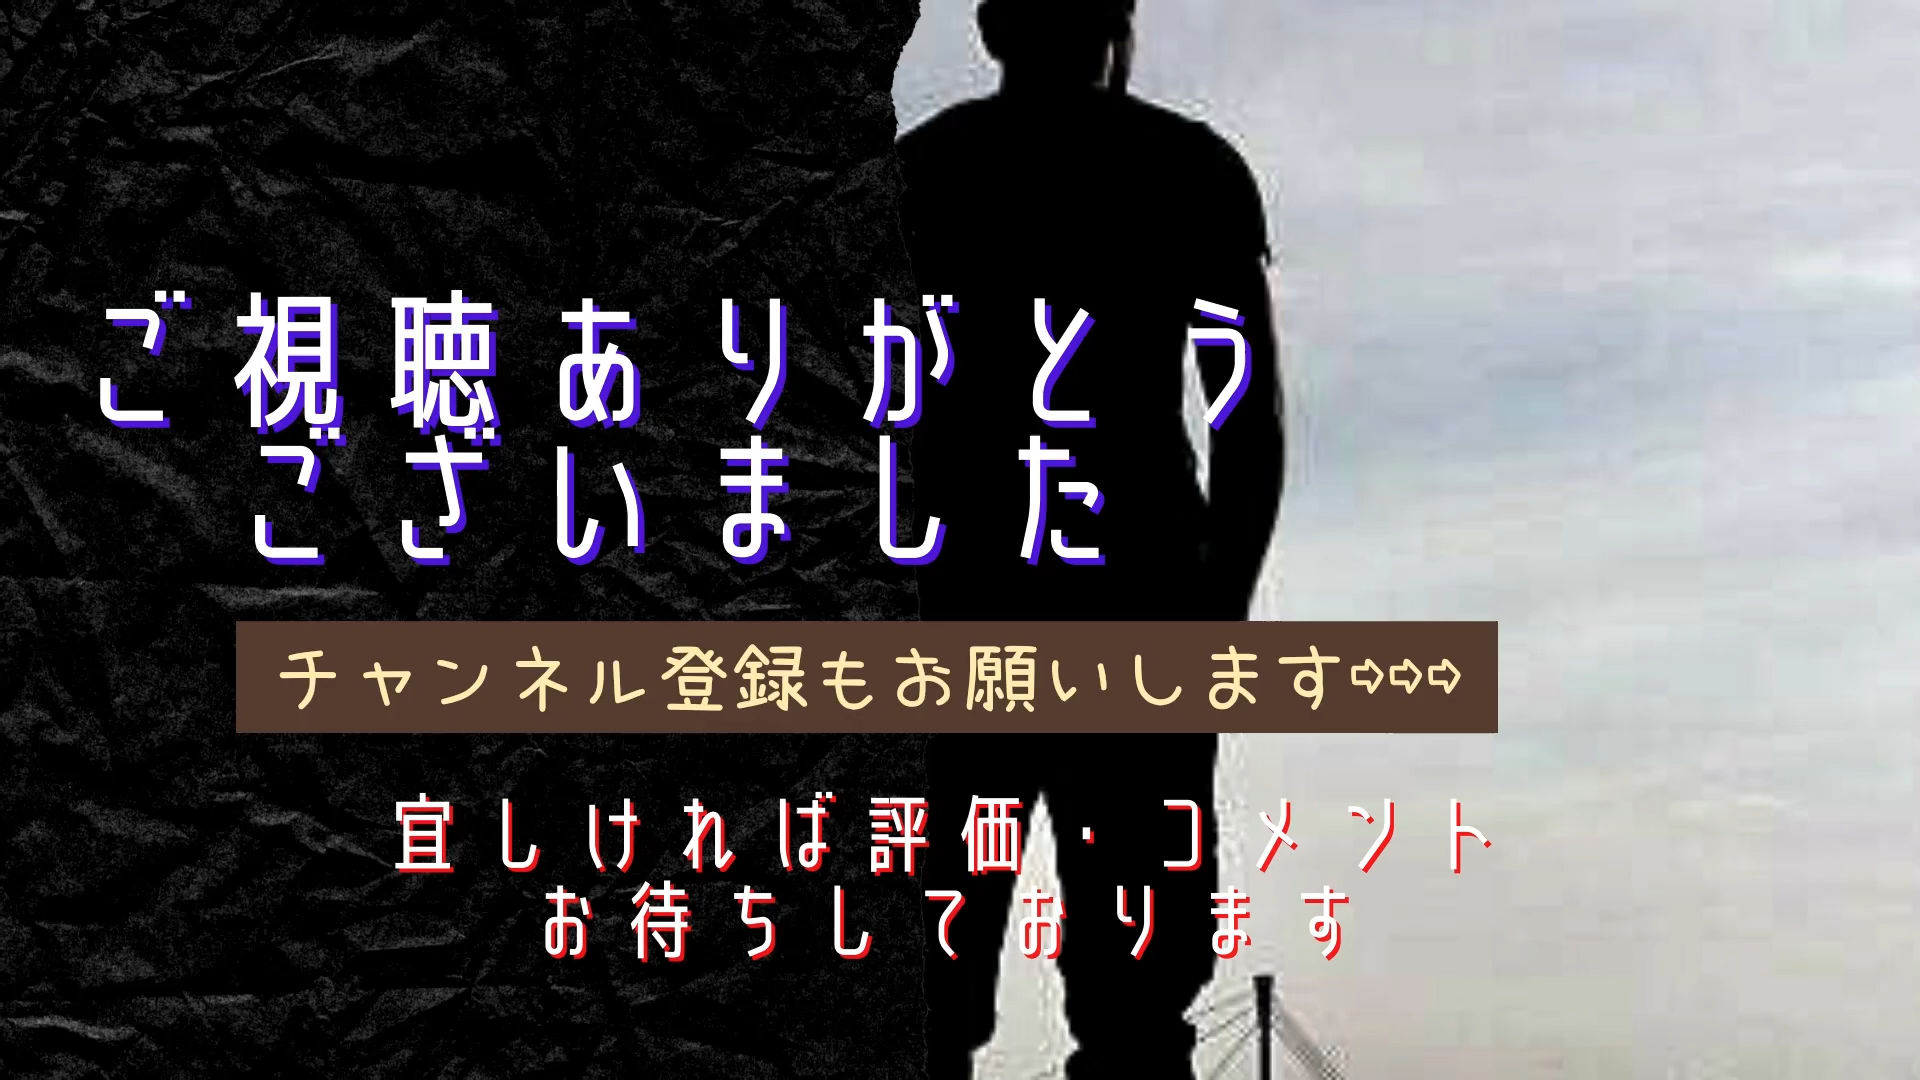 ご視聴ありがとう
ございました
チャンネル登録もお願いします⇨⇨⇨
宜しければ評価・コメント
お待ちしております